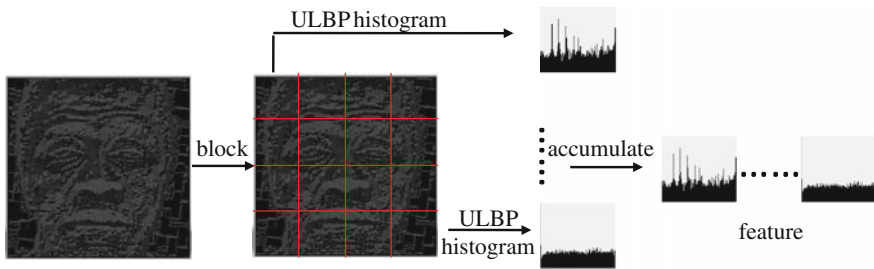 ULBP histogram
block
accumulate
ULBP
histogram
feature